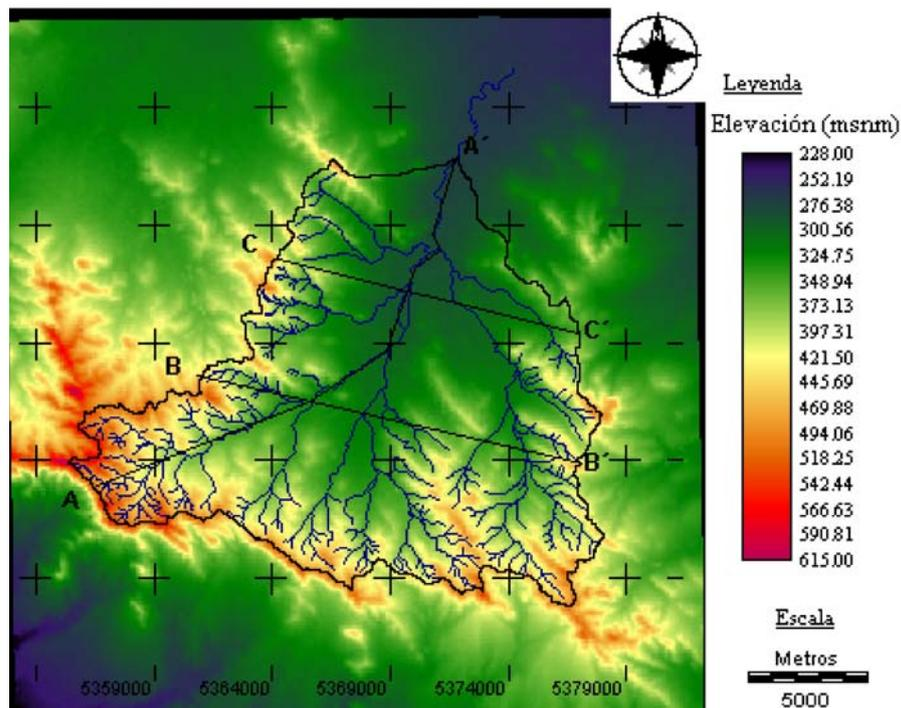 N
Leyenda
Elevación (msnm)
228.00
252.19
276.38
300.56
324.75
348.94
373.13
397.31
421.50
445.69
469.88
494.06
518.25
542.44
566.63
590.81
615.00
A´
C
C´
B
B´
A
5359000 5364000 5369000 5374000 5379000
Escala
Metros
5000